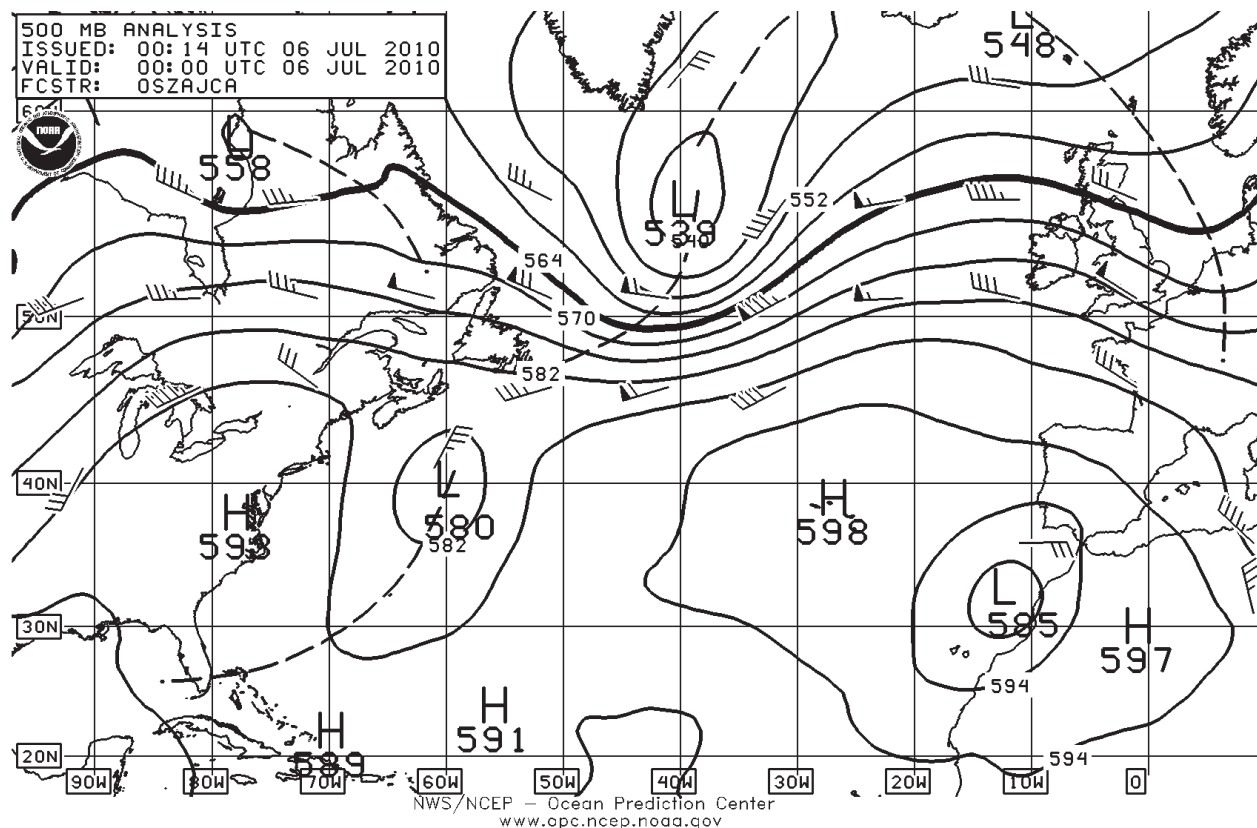 500 MB ANALYSIS
ISSUED: 00:14 UTC 06 JUL 2010
VALID: 00:00 UTC 06 JUL 2010
FCSTR: OSZAJCA
L
548
60N
NOAA
L
558
L
539
540
552
564
50N
570
582
40N
L
580
582
H
593
H
598
L
585
30N
H
597
594
H
591
H
589
20N
594
90W 80W 70W 60W 50W 40W 30W 20W 10W 0
NWS/NCEP – Ocean Prediction Center
www.opc.ncep.noaa.gov